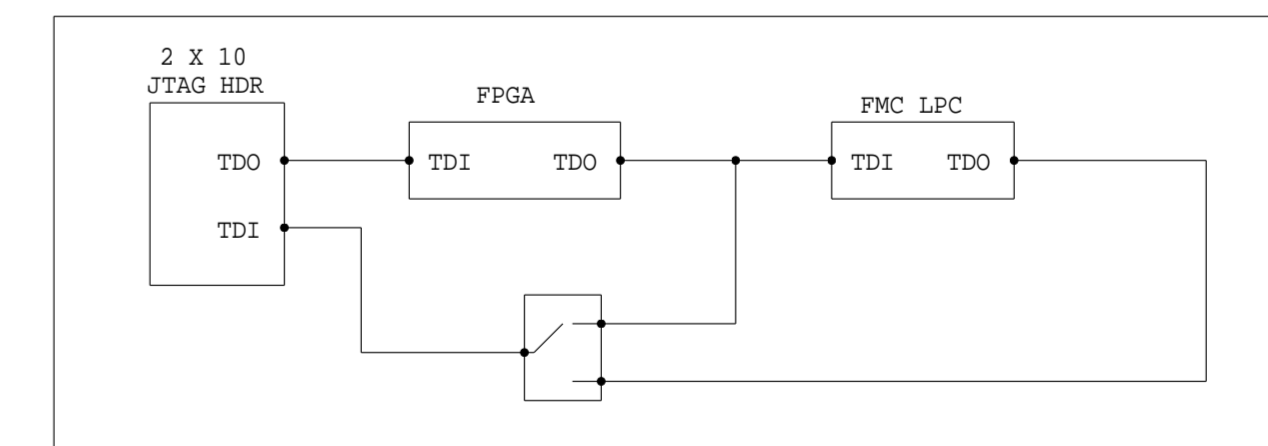 2 X 10
JTAG HDR
FPGA
FMC LPC
TDO
TDI
TDO
TDI
TDO
TDI